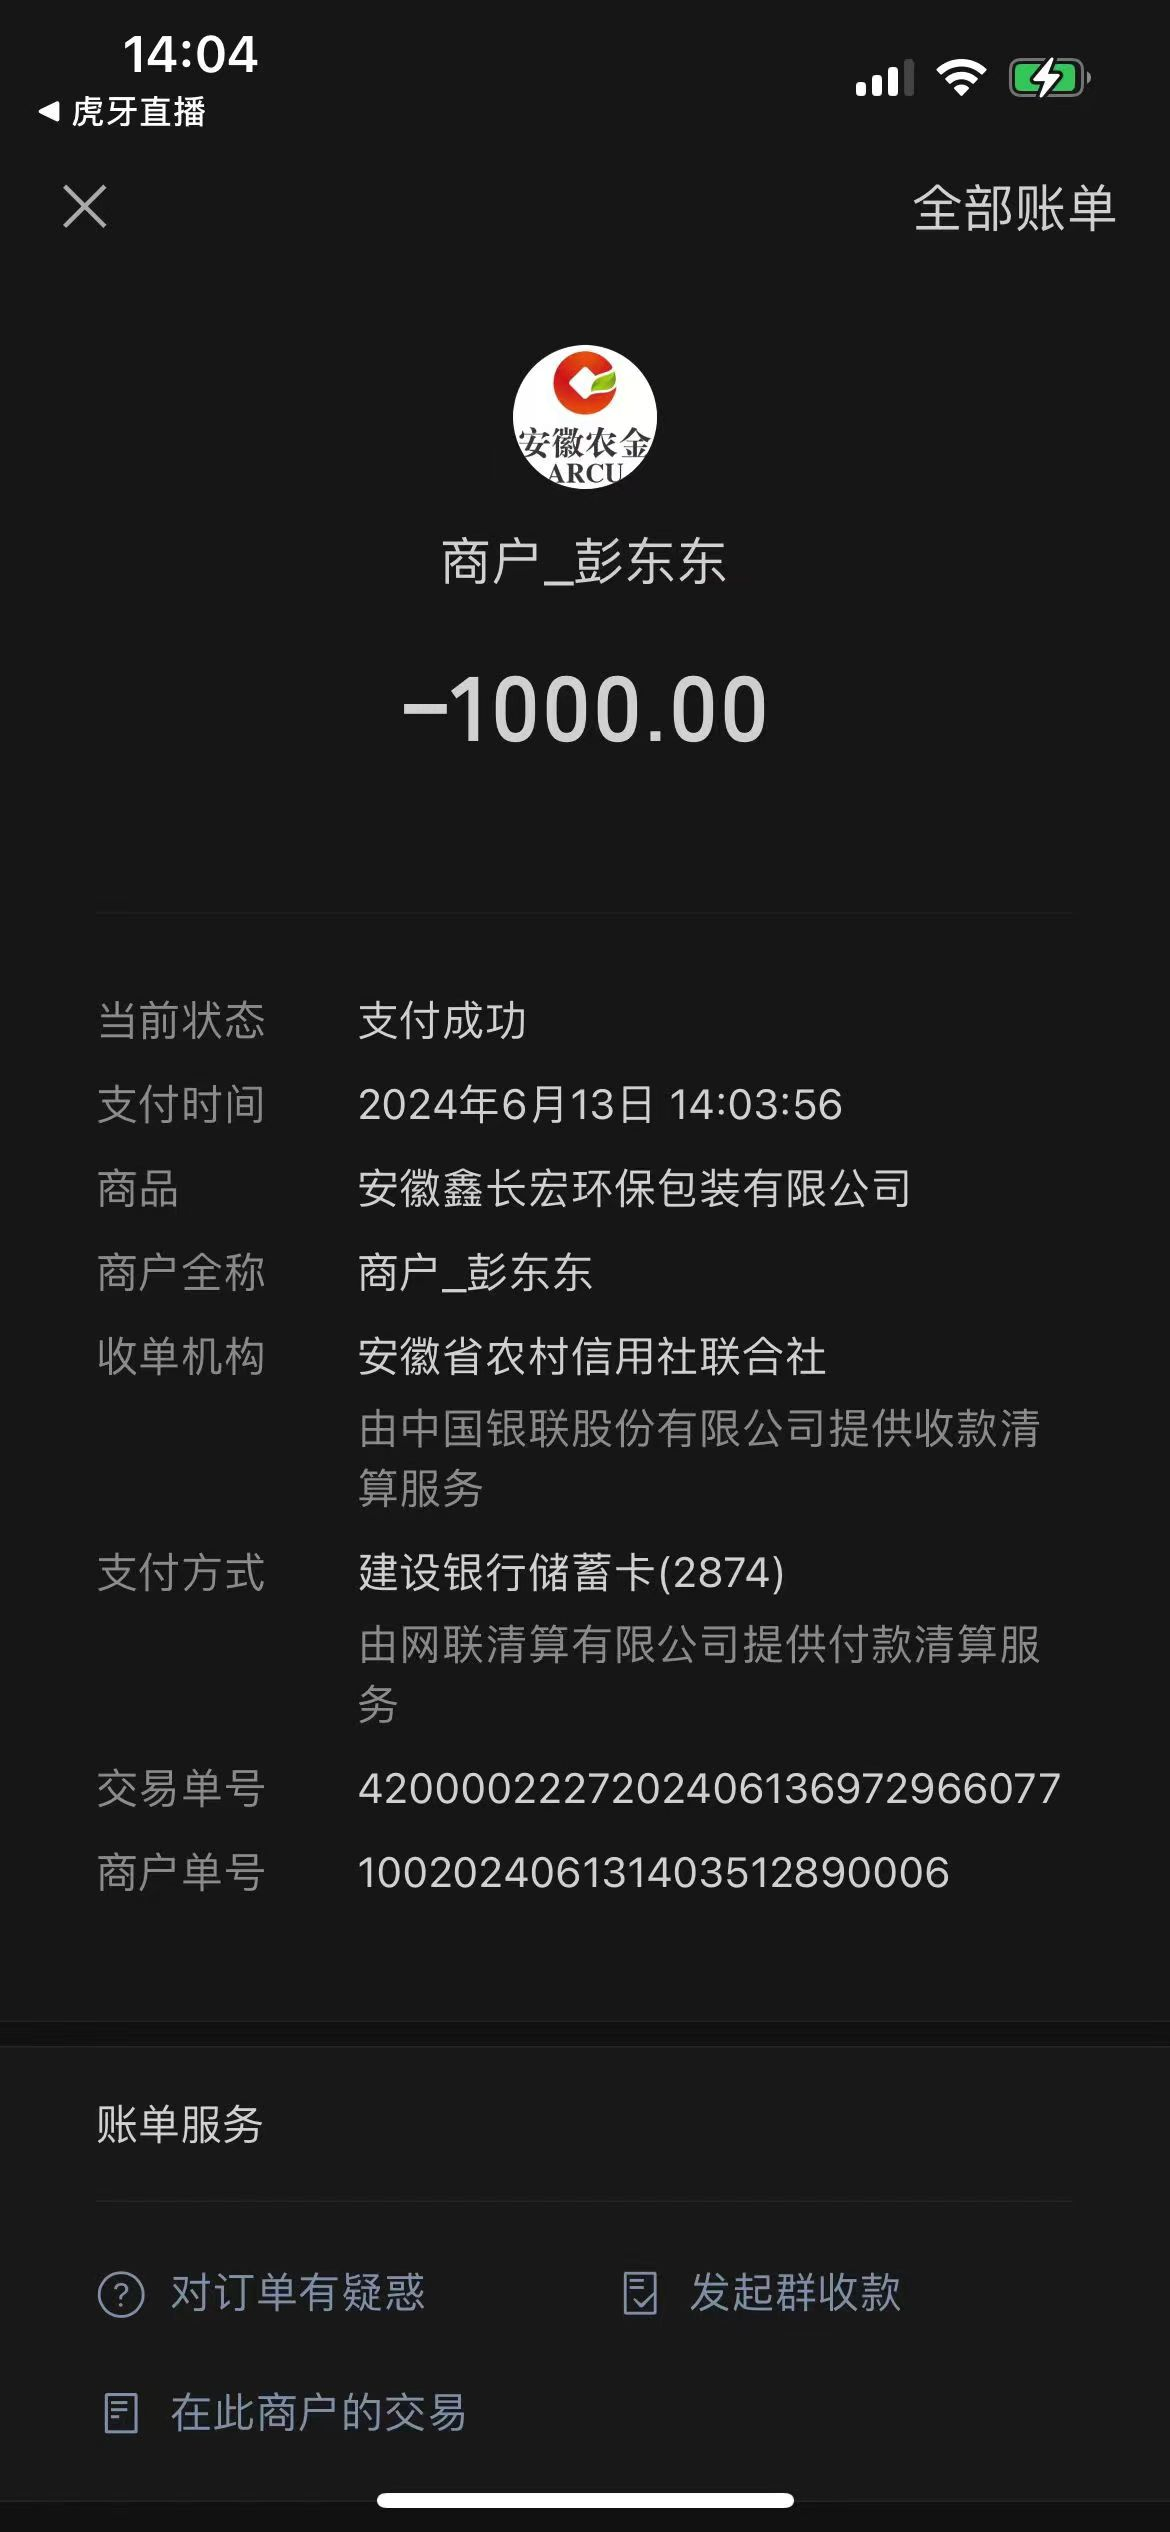 14:04
虎牙直播
全部账单
安徽农金
ARCU
商户_彭东东
-1000.00
当前状态 支付成功
支付时间 2024年6月13日 14:03:56
商品 安徽鑫长宏环保包装有限公司
商户全称 商户_彭东东
收单机构 安徽省农村信用社联合社
由中国银联股份有限公司提供收款清
算服务
支付方式 建设银行储蓄卡(2874)
由网联清算有限公司提供付款清算服
务
交易单号 4200002227202406136972966077
商户单号 100202406131403512890006
账单服务
对订单有疑惑 发起群收款
在此商户的交易